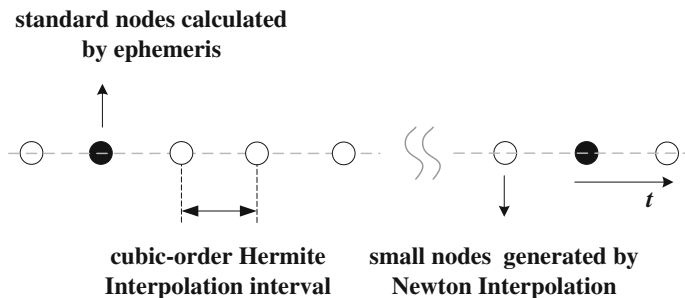 standard nodes calculated
by ephemeris
t
cubic-order Hermite
Interpolation interval
small nodes generated by
Newton Interpolation